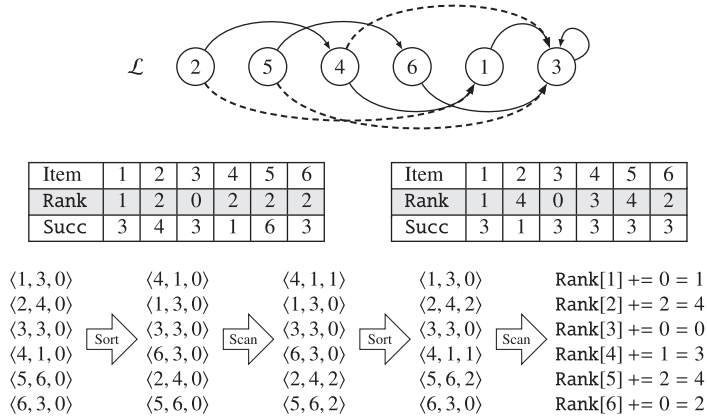 ℒ 2 5 4 6 1 3
Item 1 2 3 4 5 6
Rank 1 2 0 2 2 2
Succ 3 4 3 1 6 3
Item 1 2 3 4 5 6
Rank 1 4 0 3 4 2
Succ 3 1 3 3 3 3
⟨1, 3, 0⟩ ⟨4, 1, 0⟩ ⟨4, 1, 1⟩ ⟨1, 3, 0⟩ Rank[1] += 0 = 1
⟨2, 4, 0⟩ ⟨1, 3, 0⟩ ⟨1, 3, 0⟩ ⟨2, 4, 2⟩ Rank[2] += 2 = 4
⟨3, 3, 0⟩ Sort ⟨3, 3, 0⟩ Scan ⟨3, 3, 0⟩ Sort ⟨3, 3, 0⟩ Scan Rank[3] += 0 = 0
⟨4, 1, 0⟩ ⟨6, 3, 0⟩ ⟨6, 3, 0⟩ ⟨4, 1, 1⟩ Rank[4] += 1 = 3
⟨5, 6, 0⟩ ⟨2, 4, 0⟩ ⟨2, 4, 2⟩ ⟨5, 6, 2⟩ Rank[5] += 2 = 4
⟨6, 3, 0⟩ ⟨5, 6, 0⟩ ⟨5, 6, 2⟩ ⟨6, 3, 0⟩ Rank[6] += 0 = 2